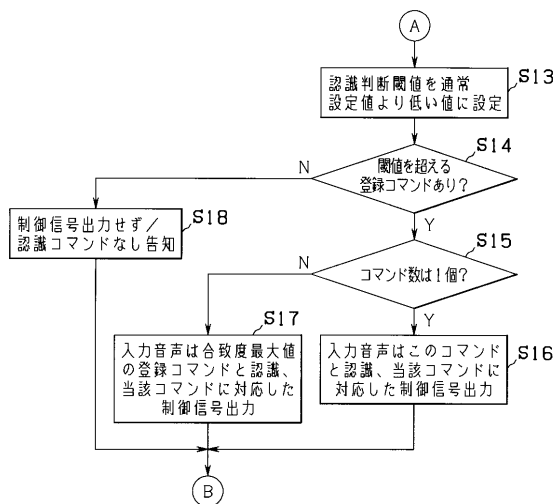 A
S13
認識判断閾値を通常
設定値より低い値に設定
S14
N
閾値を超える
登録コマンドあり?
Y
S18
制御信号出力せず/
認識コマンドなし告知
S15
N
コマンド数は1個?
Y
S17
入力音声は合致度最大値
の登録コマンドと認識、
当該コマンドに対応した
制御信号出力
S16
入力音声はこのコマンド
と認識、当該コマンドに
対応した制御信号出力
B